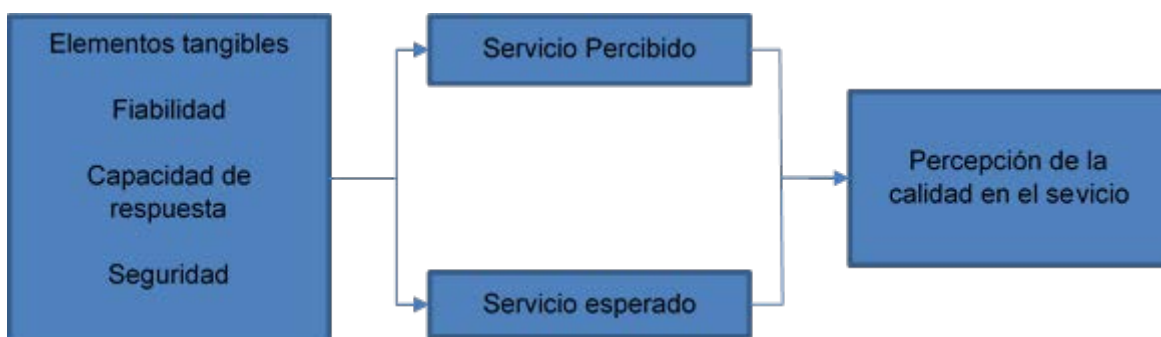 Elementos tangibles
Fiabilidad
Capacidad de
respuesta
Seguridad
Servicio Percibido
Servicio esperado
Percepción de la
calidad en el sevicio